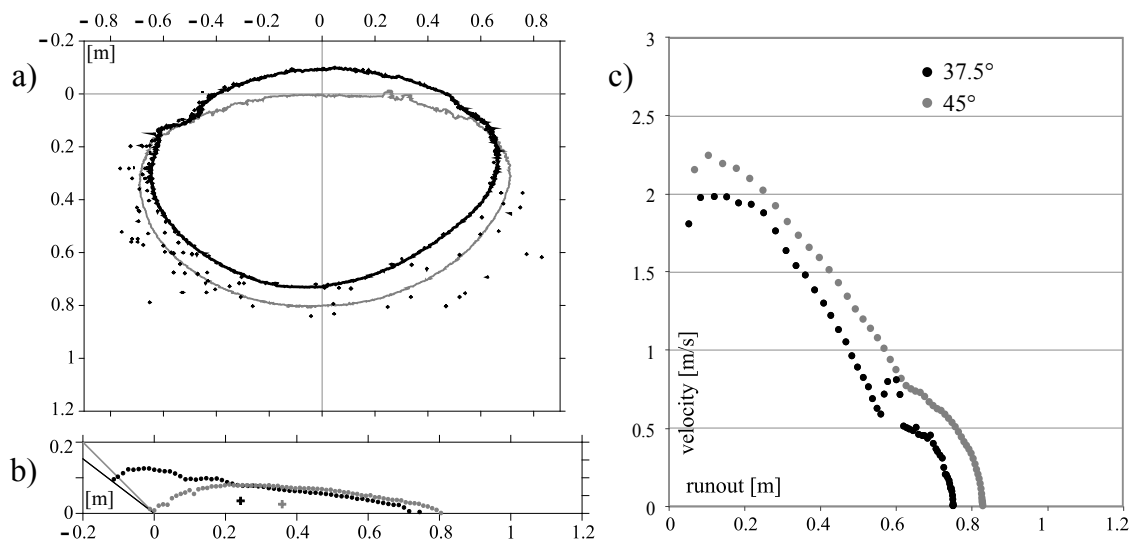 − 0.8 − 0.6 − 0.4 − 0.2 0 0.2 0.4 0.6 0.8
−0.2
[m]
a)
0
0.2
0.4
0.6
0.8
1
1.2
0.2
b)
[m]
0
−0.2 0 0.2 0.4 0.6 0.8 1 1.2
c)
3
37.5°
45°
2.5
2
1.5
1
0.5
0
velocity [m/s]
runout [m]
0 0.2 0.4 0.6 0.8 1 1.2